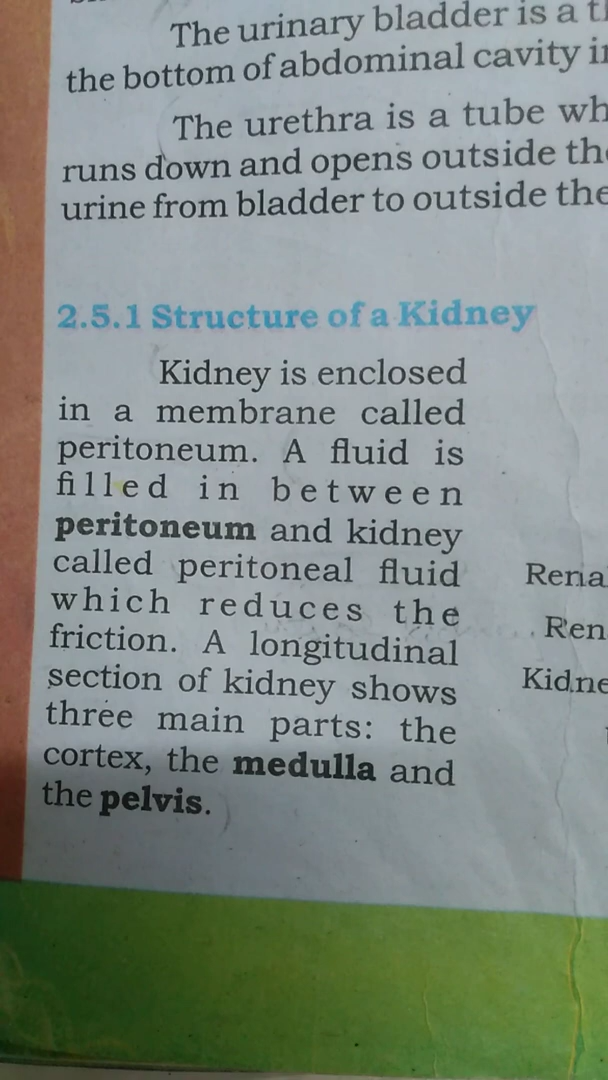 The urinary bladder is a
the bottom of abdominal cavity
The urethra is a tube
runs down and opens outside
urine from bladder to outside the
2.5.1 Structure of a Kidney
Kidney is enclosed
in a membrane called
peritoneum. A fluid is
filled in between
peritoneum and kidney
called peritoneal fluid
which reduces the
friction. A longitudinal
section of kidney shows
three main parts: the
cortex, the medulla and
the pelvis.
Rena
Ren
Kidne